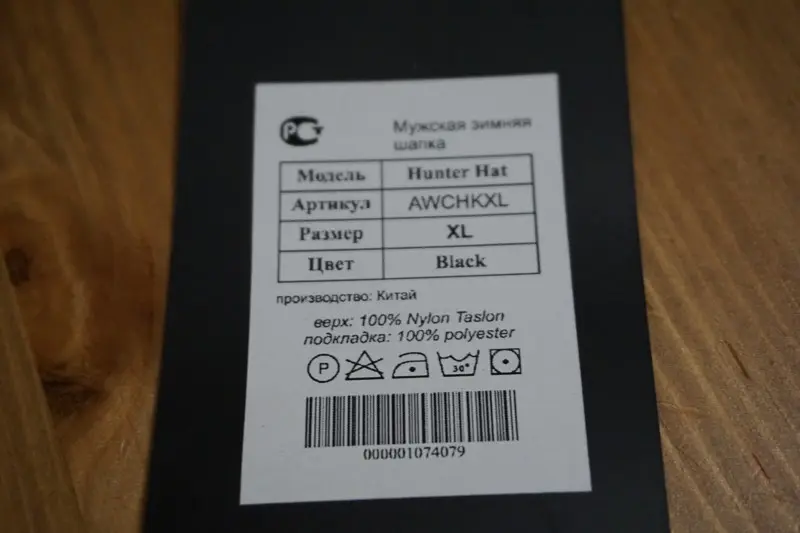 РСТ
Мужская зимняя
шапка
Модель Hunter Hat
Артикул AWCHKXL
Размер XL
Цвет Black
производство: Китай
верх: 100% Nylon Taslon
подкладка: 100% polyester
P 30°
000001074079